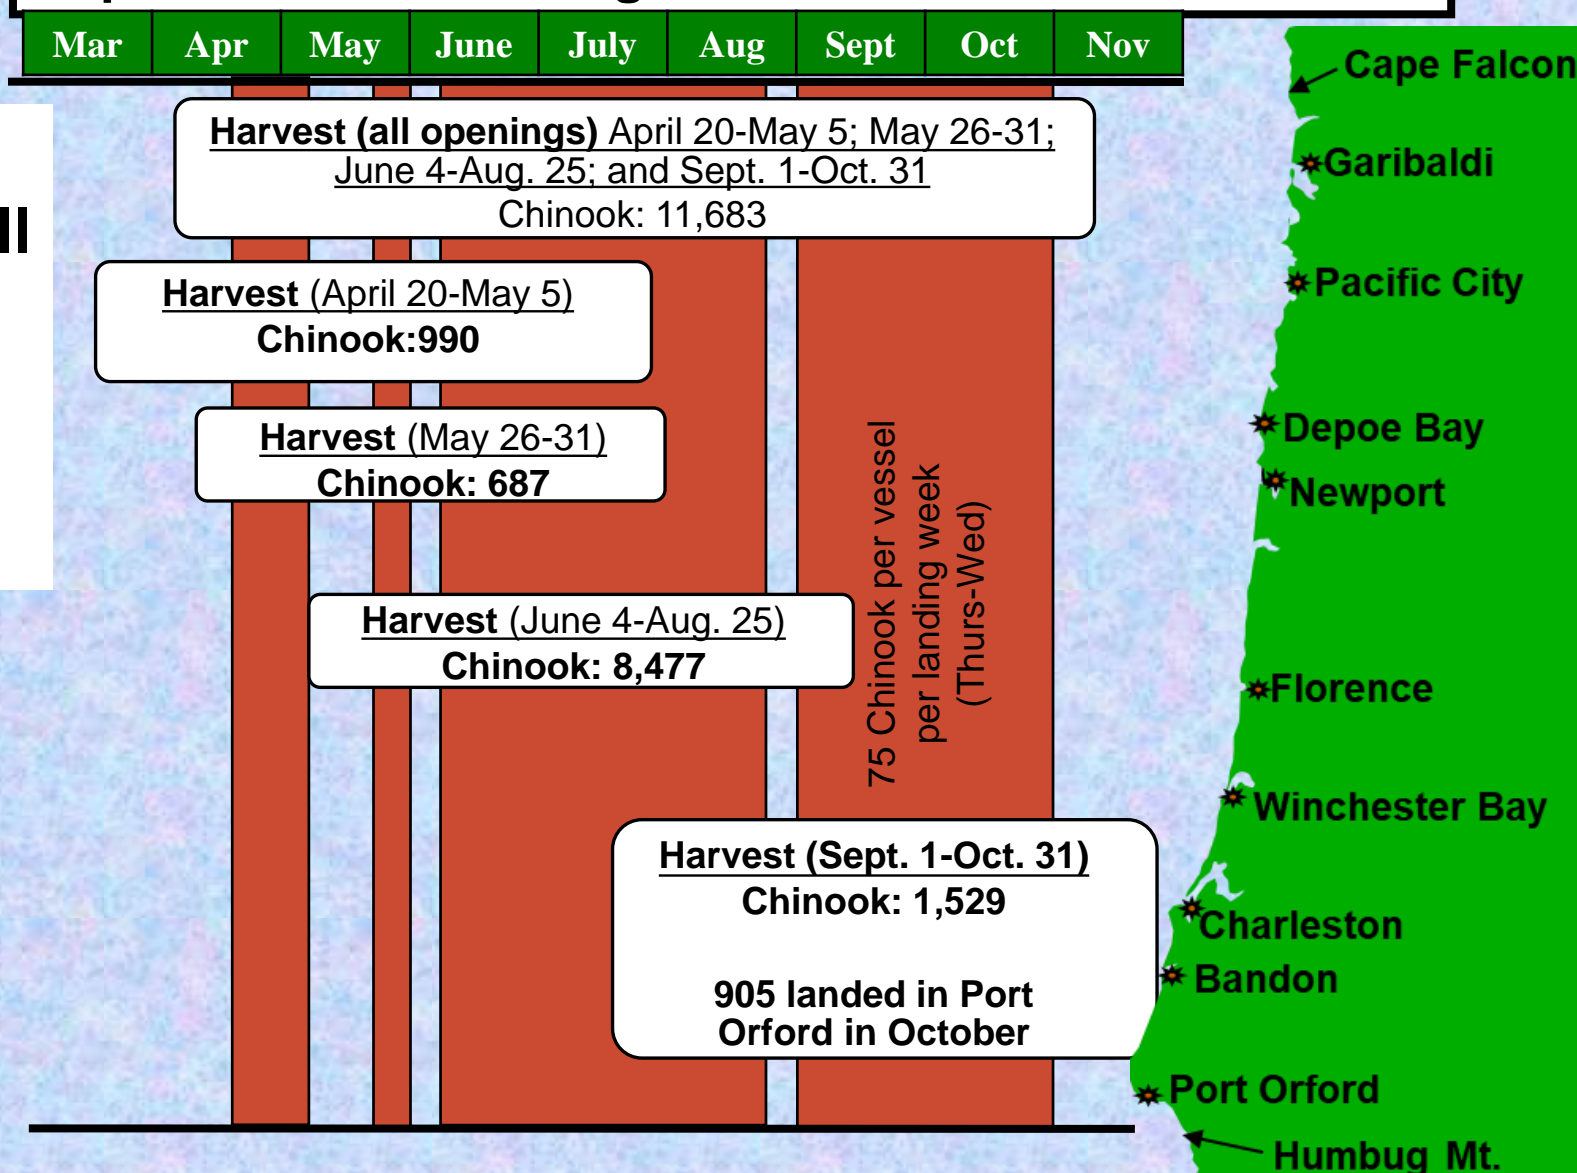 Mar Apr May June July Aug Sept Oct Nov
Harvest (all openings) April 20-May 5; May 26-31;
June 4-Aug. 25; and Sept. 1-Oct. 31
Chinook: 11,683
Harvest (April 20-May 5)
Chinook:990
Harvest (May 26-31)
Chinook: 687
Harvest (June 4-Aug. 25)
Chinook: 8,477
75 Chinook per vessel
per landing week
(Thurs-Wed)
Harvest (Sept. 1-Oct. 31)
Chinook: 1,529
905 landed in Port
Orford in October
Cape Falcon
Garibaldi
Pacific City
Depoe Bay
Newport
Florence
Winchester Bay
Charleston
Bandon
Port Orford
Humbug Mt.